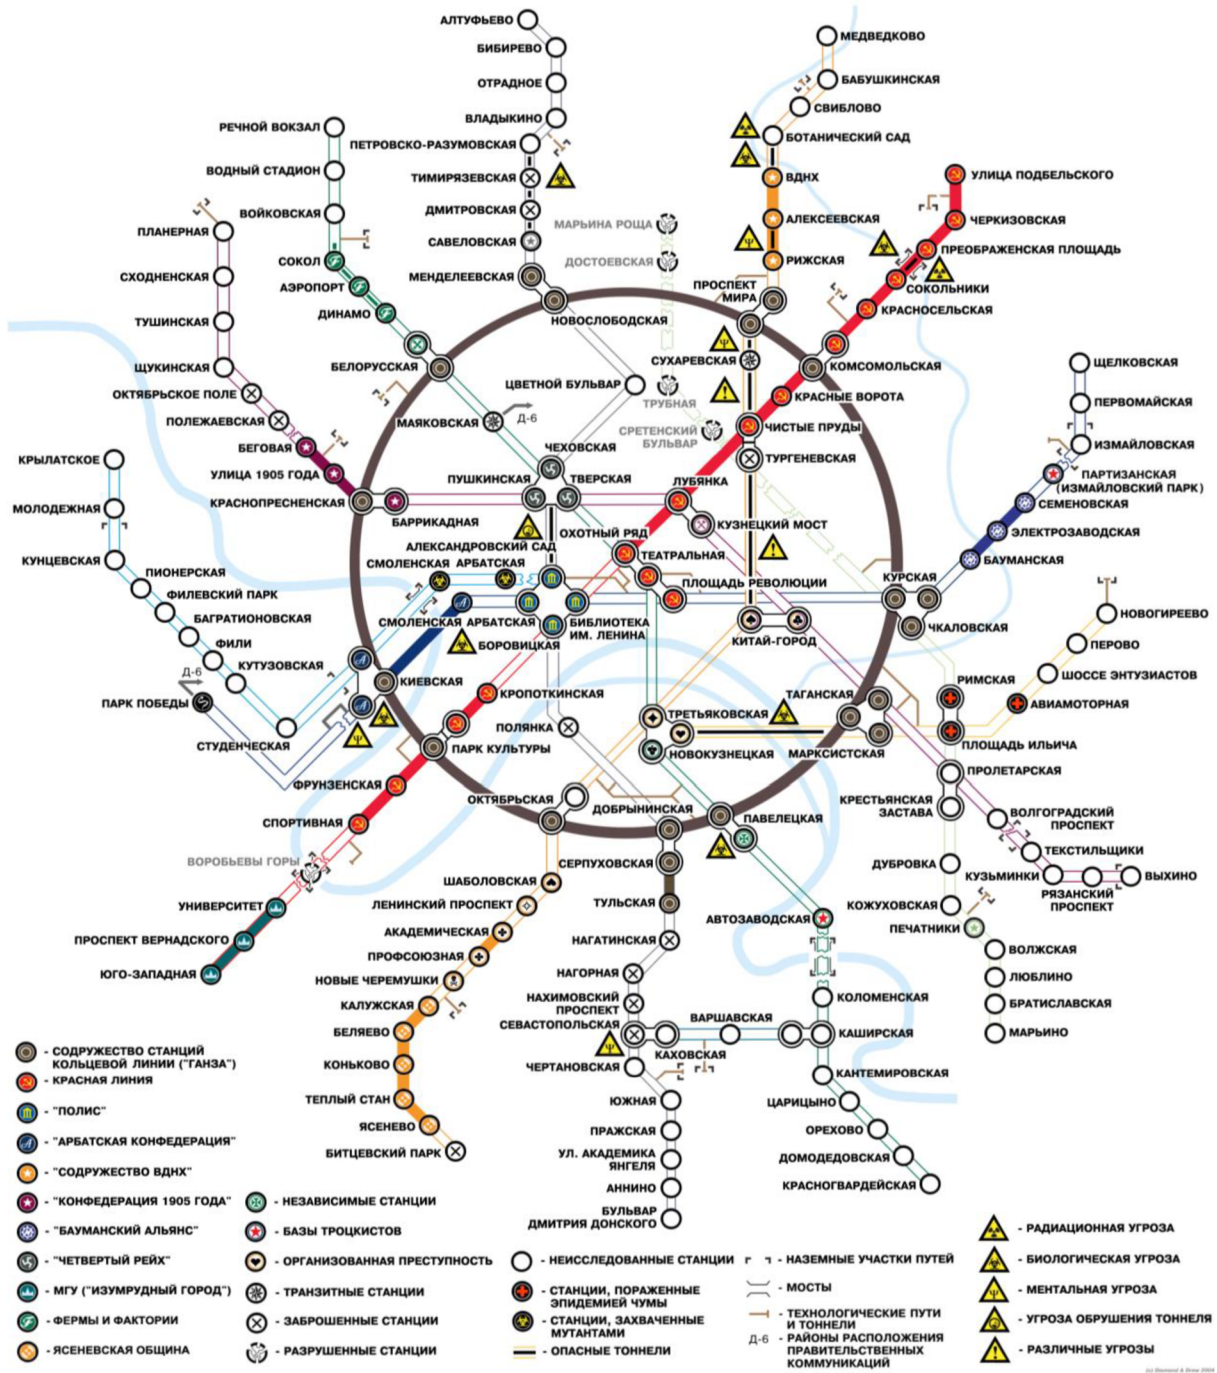 АЛТУФЬЕВО
БИБИРЕВО
ОТРАДНОЕ
ВЛАДЫКИНО
ПЕТРОВСКО-РАЗУМОВСКАЯ
ТИМИРЯЗЕВСКАЯ
ДМИТРОВСКАЯ
САВЕЛОВСКАЯ
МЕНДЕЛЕЕВСКАЯ
НОВОСЛОБОДСКАЯ
ЦВЕТНОЙ БУЛЬВАР
ЧЕХОВСКАЯ
МЕДВЕДКОВО
БАБУШКИНСКАЯ
СВИБЛОВО
БОТАНИЧЕСКИЙ САД
ВДНХ
АЛЕКСЕЕВСКАЯ
РИЖСКАЯ
ПРОСПЕКТ
МИРА
СУХАРЕВСКАЯ
МАРЬИНА РОЩА
ДОСТОЕВСКАЯ
ТРУБНАЯ
СРЕТЕНСКИЙ
БУЛЬВАР
ТУРГЕНЕВСКАЯ
УЛИЦА ПОДБЕЛЬСКОГО
ЧЕРКИЗОВСКАЯ
ПРЕОБРАЖЕНСКАЯ ПЛОЩАДЬ
СОКОЛЬНИКИ
КРАСНОСЕЛЬСКАЯ
КОМСОМОЛЬСКАЯ
КРАСНЫЕ ВОРОТА
ЧИСТЫЕ ПРУДЫ
ЛУБЯНКА
КУЗНЕЦКИЙ МОСТ
ОХОТНЫЙ РЯД
ТЕАТРАЛЬНАЯ
ПЛОЩАДЬ РЕВОЛЮЦИИ
РЕЧНОЙ ВОКЗАЛ
ВОДНЫЙ СТАДИОН
ВОЙКОВСКАЯ
СОКОЛ
АЭРОПОРТ
ДИНАМО
БЕЛОРУССКАЯ
МАЯКОВСКАЯ
Д-6
ПУШКИНСКАЯ
ТВЕРСКАЯ
ПЛАНЕРНАЯ
СХОДНЕНСКАЯ
ТУШИНСКАЯ
ЩУКИНСКАЯ
ОКТЯБРЬСКОЕ ПОЛЕ
ПОЛЕЖАЕВСКАЯ
БЕГОВАЯ
УЛИЦА 1905 ГОДА
КРАСНОПРЕСНЕНСКАЯ
БАРРИКАДНАЯ
ЩЕЛКОВСКАЯ
ПЕРВОМАЙСКАЯ
ИЗМАЙЛОВСКАЯ
ПАРТИЗАНСКАЯ
(ИЗМАЙЛОВСКИЙ ПАРК)
СЕМЕНОВСКАЯ
ЭЛЕКТРОЗАВОДСКАЯ
БАУМАНСКАЯ
КУРСКАЯ
ЧКАЛОВСКАЯ
КРЫЛАТСКОЕ
МОЛОДЕЖНАЯ
КУНЦЕВСКАЯ
ПИОНЕРСКАЯ
ФИЛЕВСКИЙ ПАРК
БАГРАТИОНОВСКАЯ
ФИЛИ
КУТУЗОВСКАЯ
СТУДЕНЧЕСКАЯ
Д-6
ПАРК ПОБЕДЫ
КИЕВСКАЯ
АЛЕКСАНДРОВСКИЙ САД
СМОЛЕНСКАЯ
АРБАТСКАЯ
СМОЛЕНСКАЯ
АРБАТСКАЯ
БИБЛИОТЕКА
ИМ. ЛЕНИНА
БОРОВИЦКАЯ
КРОПОТКИНСКАЯ
ПОЛЯНКА
ПАРК КУЛЬТУРЫ
ФРУНЗЕНСКАЯ
СПОРТИВНАЯ
ВОРОБЬЕВЫ ГОРЫ
УНИВЕРСИТЕТ
ПРОСПЕКТ ВЕРНАДСКОГО
ЮГО-ЗАПАДНАЯ
КИТАЙ-ГОРОД
ТАГАНСКАЯ
МАРКСИСТСКАЯ
ТРЕТЬЯКОВСКАЯ
НОВОКУЗНЕЦКАЯ
НОВОГИРЕЕВО
ПЕРОВО
ШОССЕ ЭНТУЗИАСТОВ
АВИАМОТОРНАЯ
РИМСКАЯ
ПЛОЩАДЬ ИЛЬИЧА
ПРОЛЕТАРСКАЯ
КРЕСТЬЯНСКАЯ
ЗАСТАВА
ВОЛГОГРАДСКИЙ
ПРОСПЕКТ
ТЕКСТИЛЬЩИКИ
КУЗЬМИНКИ
РЯЗАНСКИЙ
ПРОСПЕКТ
ВЫХИНО
ДУБРОВКА
КОЖУХОВСКАЯ
ПЕЧАТНИКИ
ВОЛЖСКАЯ
ЛЮБЛИНО
БРАТИСЛАВСКАЯ
МАРЬИНО
ОКТЯБРЬСКАЯ
ДОБРЫНИНСКАЯ
ПАВЕЛЕЦКАЯ
СЕРПУХОВСКАЯ
ТУЛЬСКАЯ
НАГАТИНСКАЯ
НАГОРНАЯ
НАХИМОВСКИЙ
ПРОСПЕКТ
СЕВАСТОПОЛЬСКАЯ
ЧЕРТАНОВСКАЯ
ЮЖНАЯ
ПРАЖСКАЯ
УЛ. АКАДЕМИКА
ЯНГЕЛЯ
АННИНО
БУЛЬВАР
ДМИТРИЯ ДОНСКОГО
ШАБОЛОВСКАЯ
ЛЕНИНСКИЙ ПРОСПЕКТ
АКАДЕМИЧЕСКАЯ
ПРОФСОЮЗНАЯ
НОВЫЕ ЧЕРЕМУШКИ
КАЛУЖСКАЯ
БЕЛЯЕВО
КОНЬКОВО
ТЕПЛЫЙ СТАН
ЯСЕНЕВО
БИТЦЕВСКИЙ ПАРК
АВТОЗАВОДСКАЯ
КОЛОМЕНСКАЯ
ВАРШАВСКАЯ
КАХОВСКАЯ
КАШИРСКАЯ
КАНТЕМИРОВСКАЯ
ЦАРИЦЫНО
ОРЕХОВО
ДОМОДЕДОВСКАЯ
КРАСНОГВАРДЕЙСКАЯ
- СОДРУЖЕСТВО СТАНЦИЙ
КОЛЬЦЕВОЙ ЛИНИИ ("ГАНЗА")
- КРАСНАЯ ЛИНИЯ
- "ПОЛИС"
- "АРБАТСКАЯ КОНФЕДЕРАЦИЯ"
- "СОДРУЖЕСТВО ВДНХ"
- "КОНФЕДЕРАЦИЯ 1905 ГОДА"
- "БАУМАНСКИЙ АЛЬЯНС"
- "ЧЕТВЕРТЫЙ РЕЙХ"
- МГУ ("ИЗУМРУДНЫЙ ГОРОД")
- ФЕРМЫ И ФАКТОРИИ
- ЯСЕНЕВСКАЯ ОБЩИНА
- НЕЗАВИСИМЫЕ СТАНЦИИ
- БАЗЫ ТРОЦКИСТОВ
- ОРГАНИЗОВАННАЯ ПРЕСТУПНОСТЬ
- ТРАНЗИТНЫЕ СТАНЦИИ
- ЗАБРОШЕННЫЕ СТАНЦИИ
- РАЗРУШЕННЫЕ СТАНЦИИ
- НЕИССЛЕДОВАННЫЕ СТАНЦИИ
- СТАНЦИИ, ПОРАЖЕННЫЕ
ЭПИДЕМИЕЙ ЧУМЫ
- СТАНЦИИ, ЗАХВАЧЕННЫЕ
МУТАНТАМИ
- ОПАСНЫЕ ТОННЕЛИ
- НАЗЕМНЫЕ УЧАСТКИ ПУТЕЙ
- МОСТЫ
- ТЕХНОЛОГИЧЕСКИЕ ПУТИ
И ТОННЕЛИ
Д-6 - РАЙОНЫ РАСПОЛОЖЕНИЯ
ПРАВИТЕЛЬСТВЕННЫХ
КОММУНИКАЦИЙ
- РАДИАЦИОННАЯ УГРОЗА
- БИОЛОГИЧЕСКАЯ УГРОЗА
- МЕНТАЛЬНАЯ УГРОЗА
- УГРОЗА ОБРУШЕНИЯ ТОННЕЛЯ
- РАЗЛИЧНЫЕ УГРОЗЫ